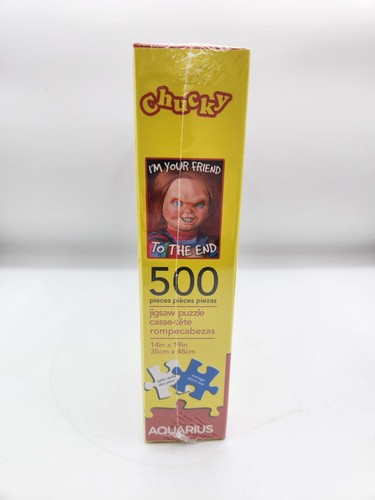 Chucky
I'M YOUR FRIEND
TO THE END
500
pieces pièces piezas
jigsaw puzzle
casse-tête
rompecabezas
14in x 19in
35cm x 48cm
AQUARIUS